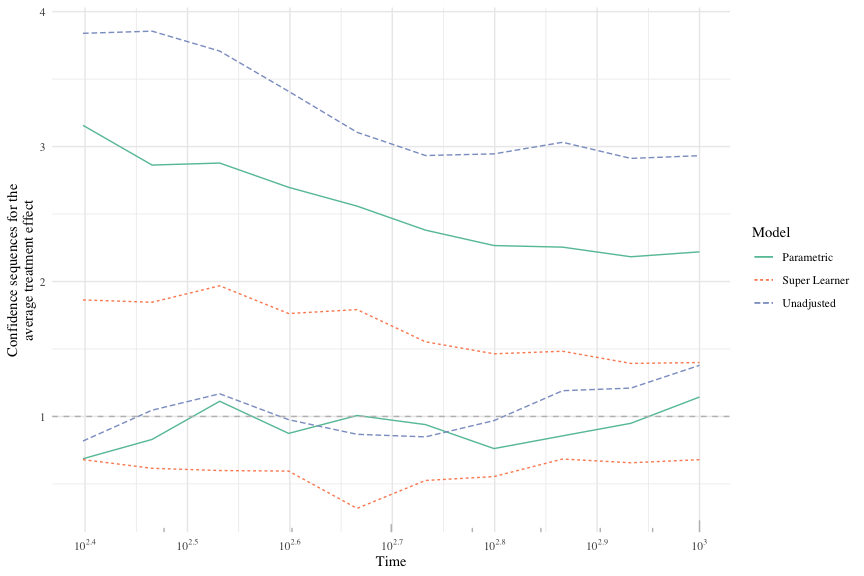 Confidence sequences for the
average treatment effect
4
3
2
1
10^2.4
10^2.5
10^2.6
10^2.7
10^2.8
10^2.9
10^3
Time
Model
Parametric
Super Learner
Unadjusted